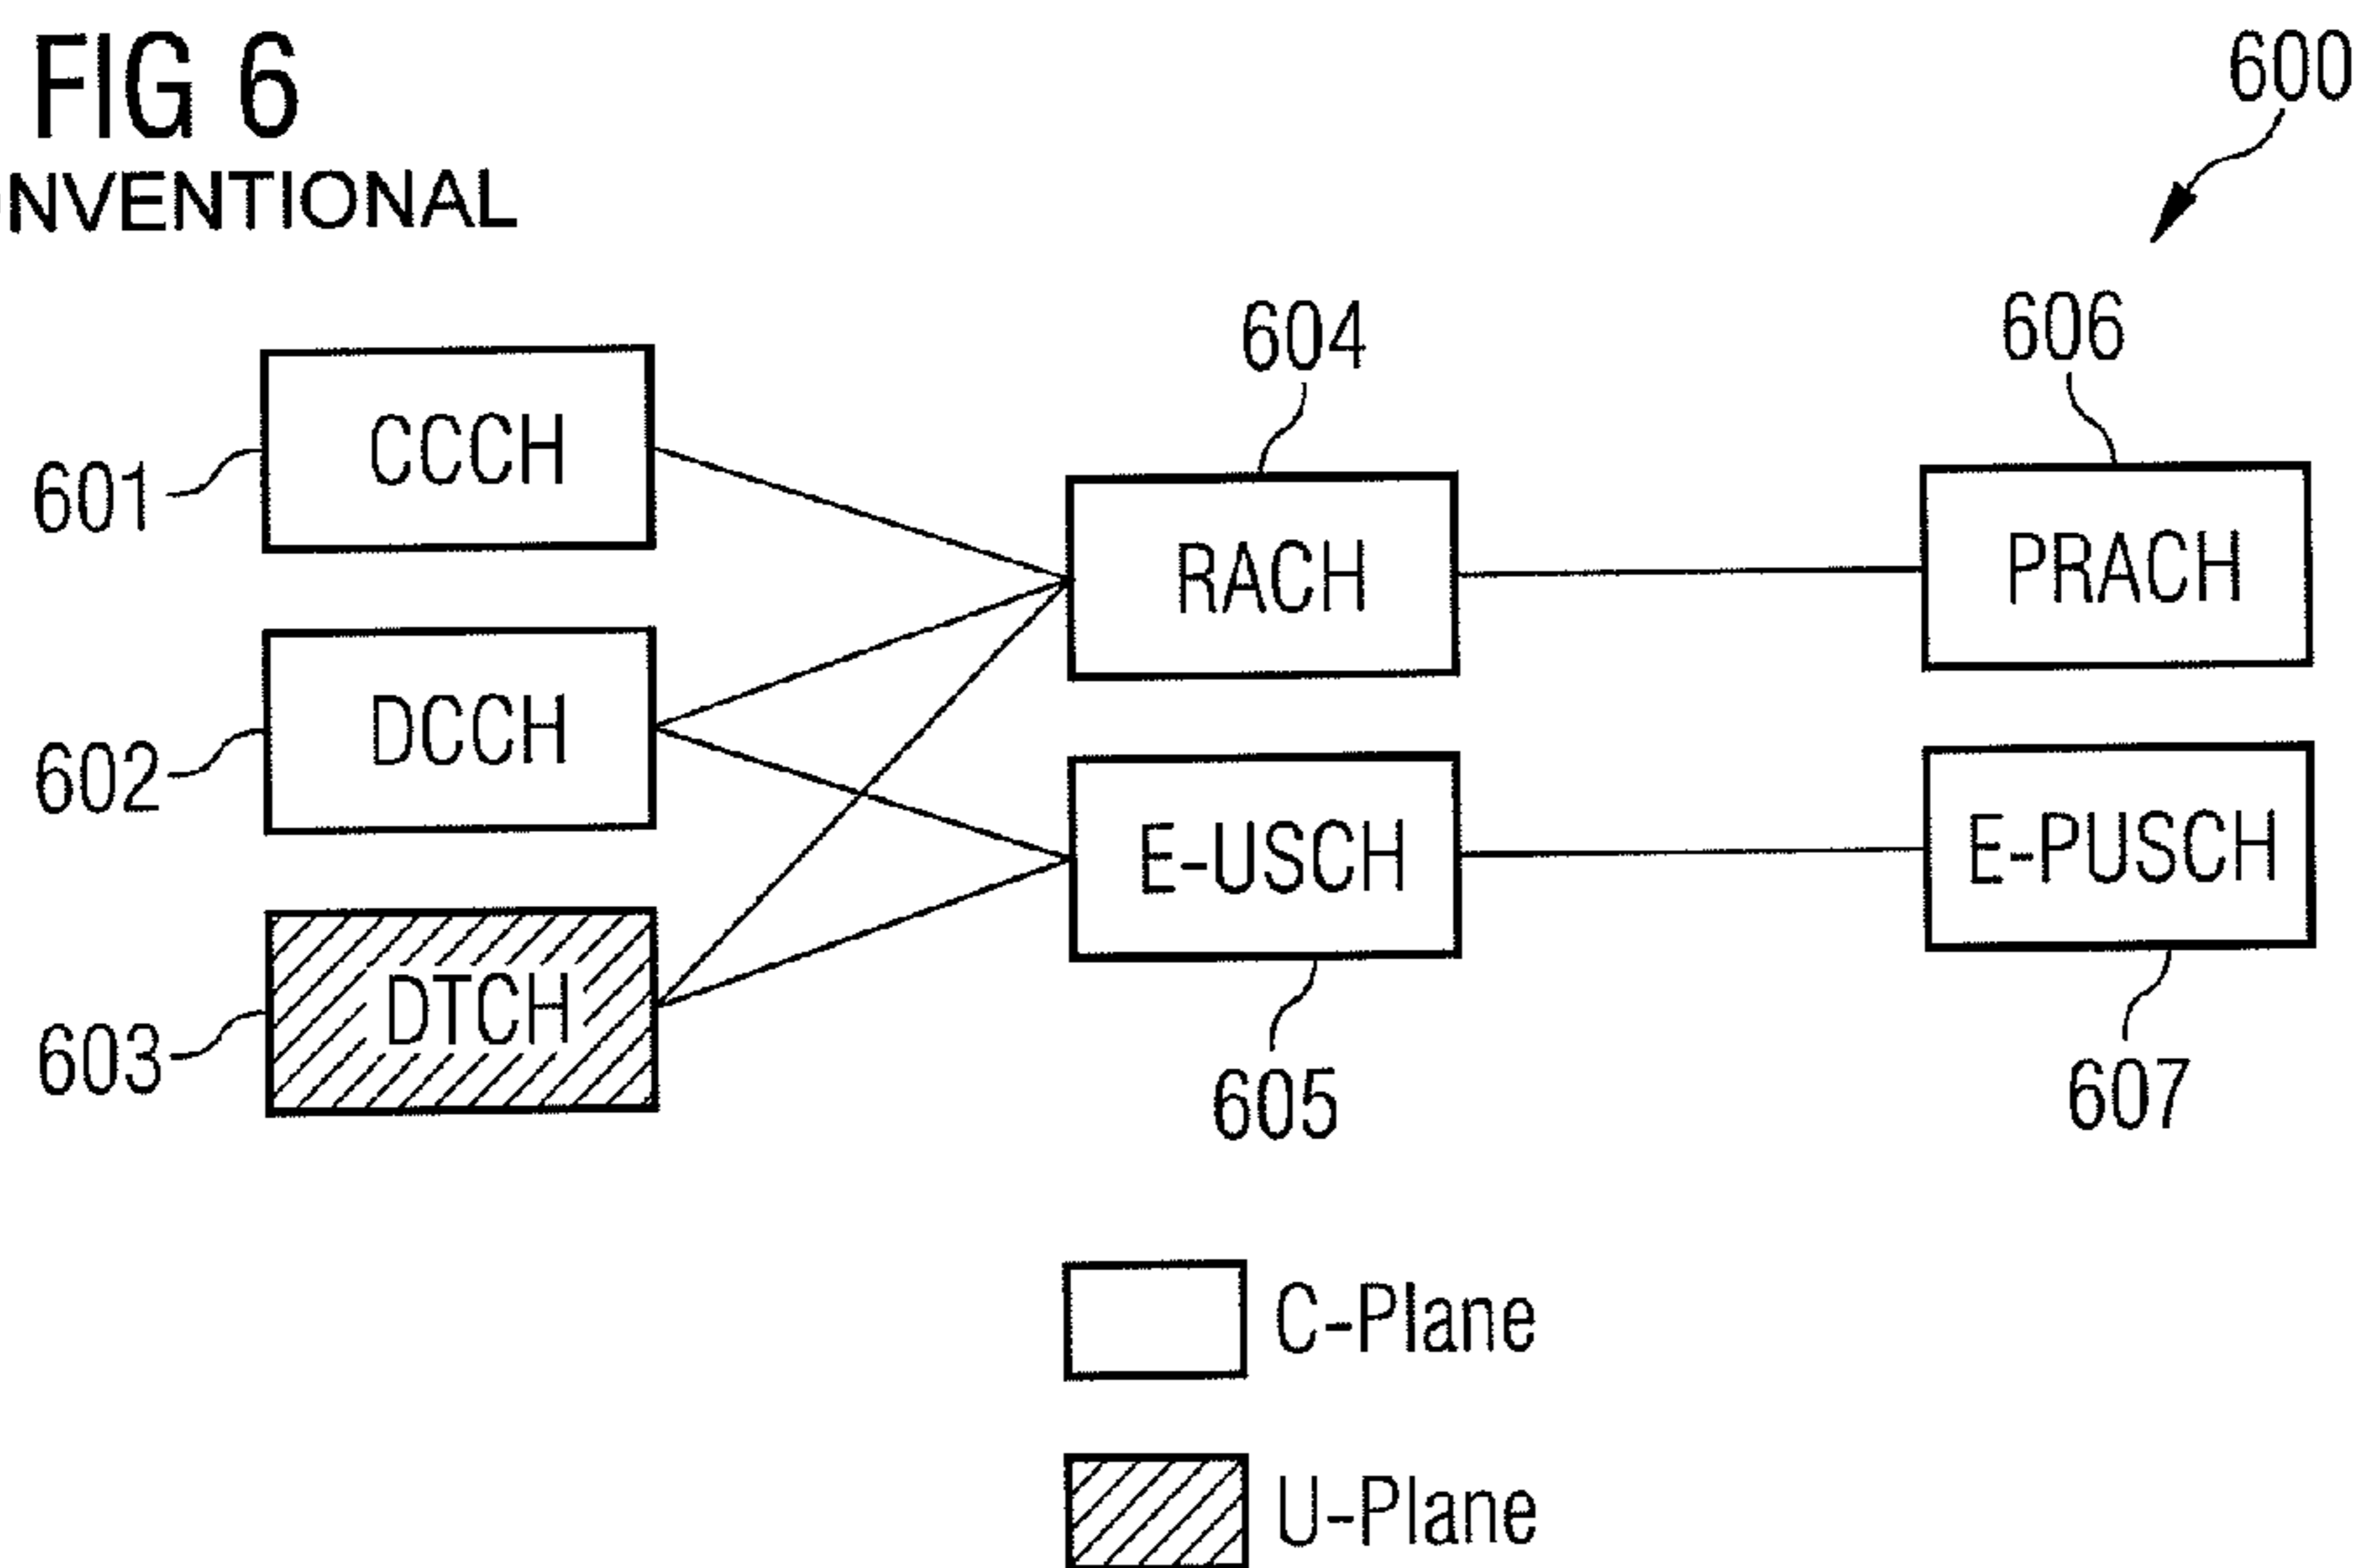 FIG 6
600
ONVENTIONAL
604
606
CCCH
601
RACH
PRACH
DCCH
602
E-USCH
E-PUSCH
DTCH
603
605
607
C-Plane
U-Plane